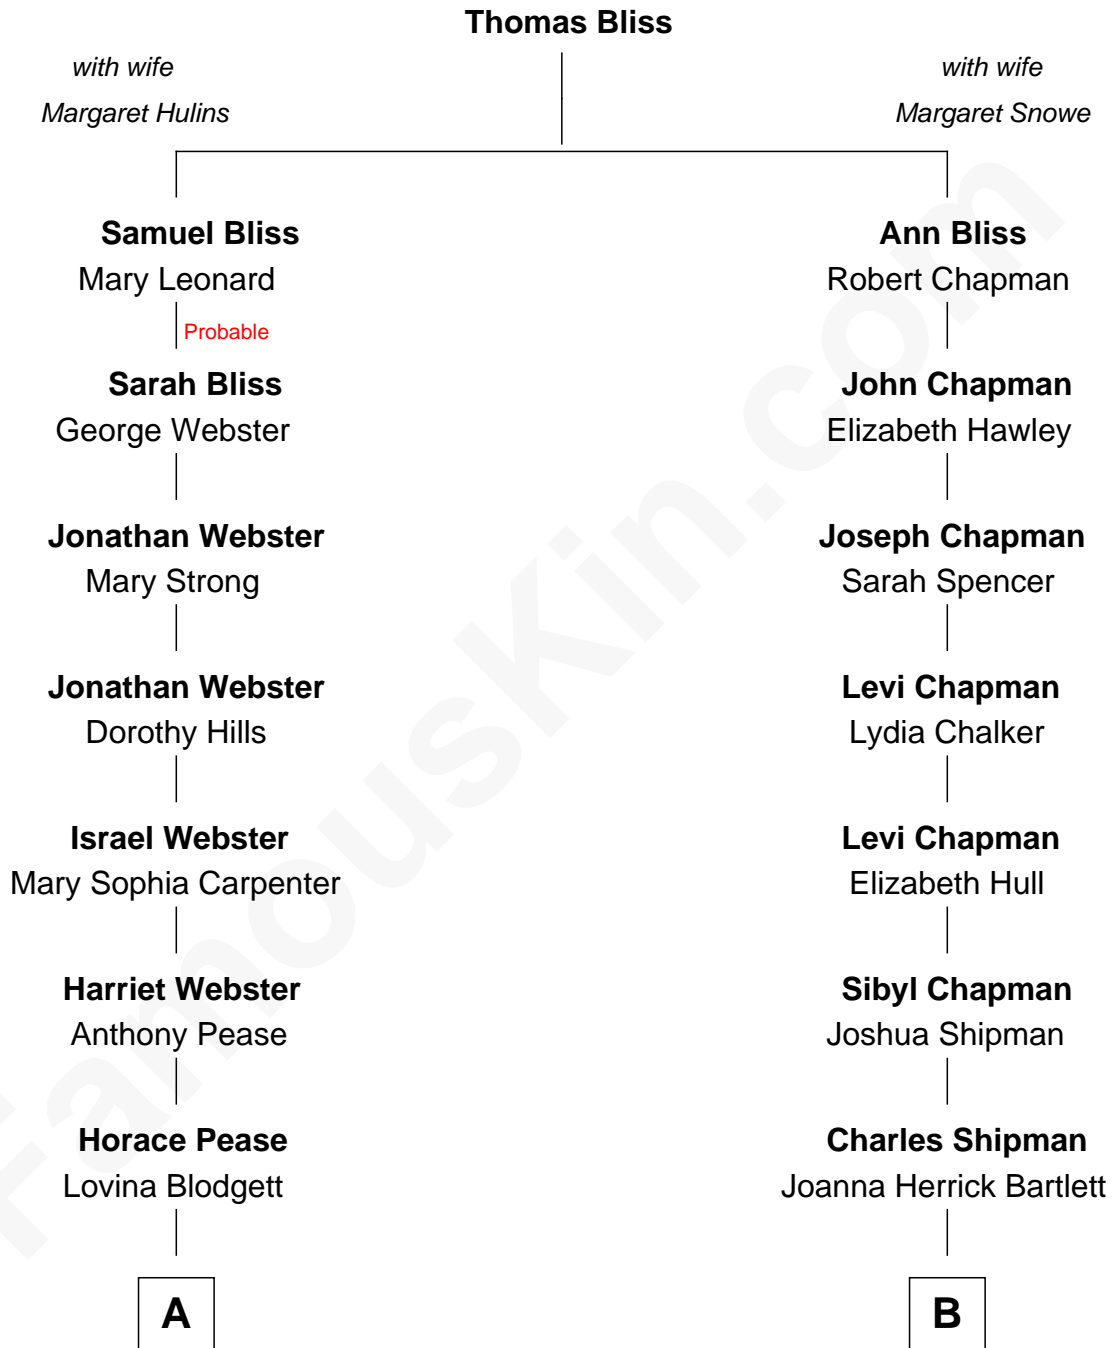 Thomas Bliss
with wife
Margaret Hulins
with wife
Margaret Snowe
Samuel Bliss
Mary Leonard
Probable
Sarah Bliss
George Webster
Jonathan Webster
Mary Strong
Jonathan Webster
Dorothy Hills
Israel Webster
Mary Sophia Carpenter
Harriet Webster
Anthony Pease
Horace Pease
Lovina Blodgett
A
Ann Bliss
Robert Chapman
John Chapman
Elizabeth Hawley
Joseph Chapman
Sarah Spencer
Levi Chapman
Lydia Chalker
Levi Chapman
Elizabeth Hull
Sibyl Chapman
Joshua Shipman
Charles Shipman
Joanna Herrick Bartlett
B
FamousKin.com